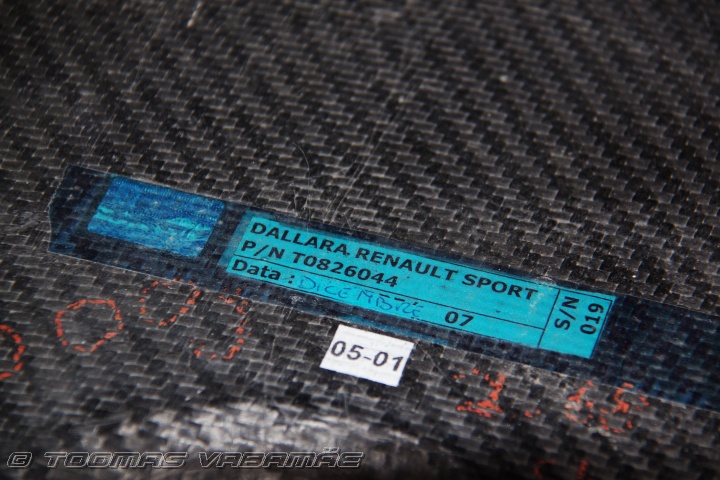 DALLARA RENAULT SPORT
P/N T0826044
Data : DICEMBRE 07
S/N 019
05-01
© TOOMAS VABAMÄE